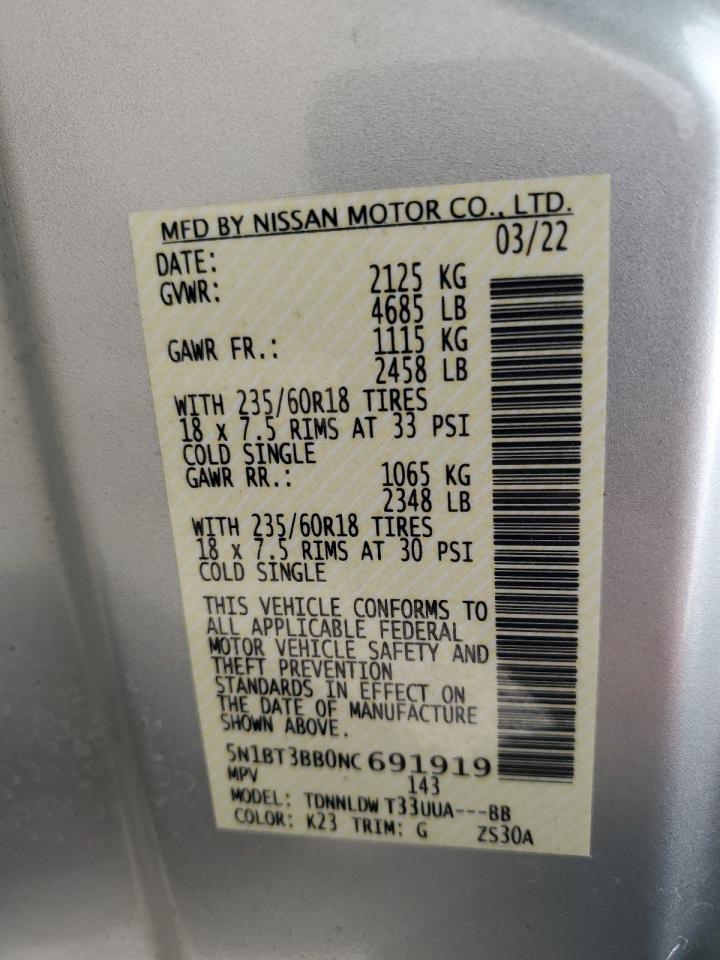 MFD BY NISSAN MOTOR CO., LTD.
DATE: 03/22
GVWR: 2125 KG
4685 LB
GAWR FR.: 1115 KG
2458 LB
WITH 235/60R18 TIRES
18 x 7.5 RIMS AT 33 PSI
COLD SINGLE
GAWR RR.: 1065 KG
2348 LB
WITH 235/60R18 TIRES
18 x 7.5 RIMS AT 30 PSI
COLD SINGLE
THIS VEHICLE CONFORMS TO
ALL APPLICABLE FEDERAL
MOTOR VEHICLE SAFETY AND
THEFT PREVENTION
STANDARDS IN EFFECT ON
THE DATE OF MANUFACTURE
SHOWN ABOVE.
5N1BT3BB0NC691919
MPV 143
MODEL: TDNNLDW T33UUA---BB
COLOR: K23 TRIM: G ZS30A